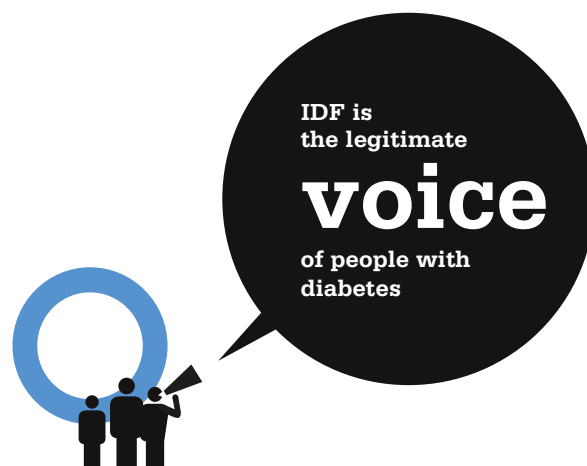 IDF is
the legitimate
voice
of people with
diabetes